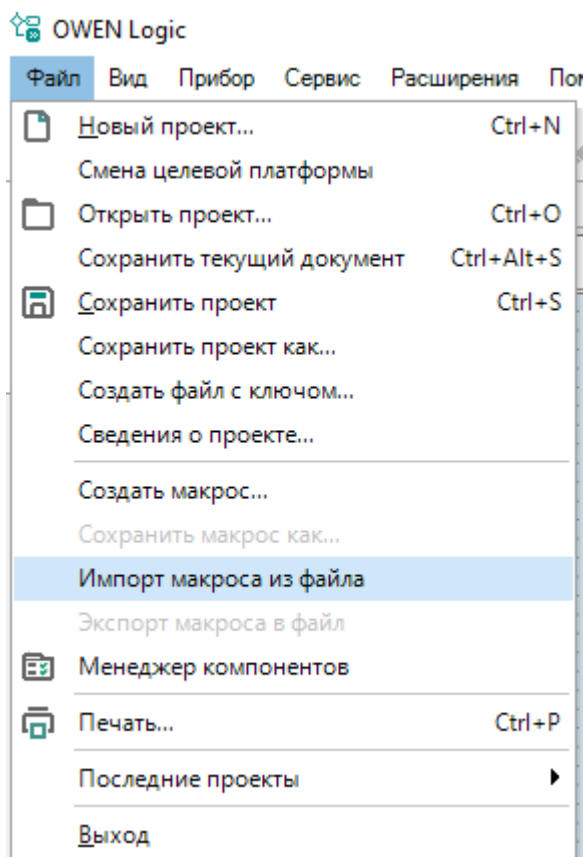 OWEN Logic
Файл Вид Прибор Сервис Расширения
Новый проект... Ctrl+N
Смена целевой платформы
Открыть проект... Ctrl+O
Сохранить текущий документ Ctrl+Alt+S
Сохранить проект Ctrl+S
Сохранить проект как...
Создать файл с ключом...
Сведения о проекте...
Создать макрос...
Сохранить макрос как...
Импорт макроса из файла
Экспорт макроса в файл
Менеджер компонентов
Печать... Ctrl+P
Последние проекты
Выход